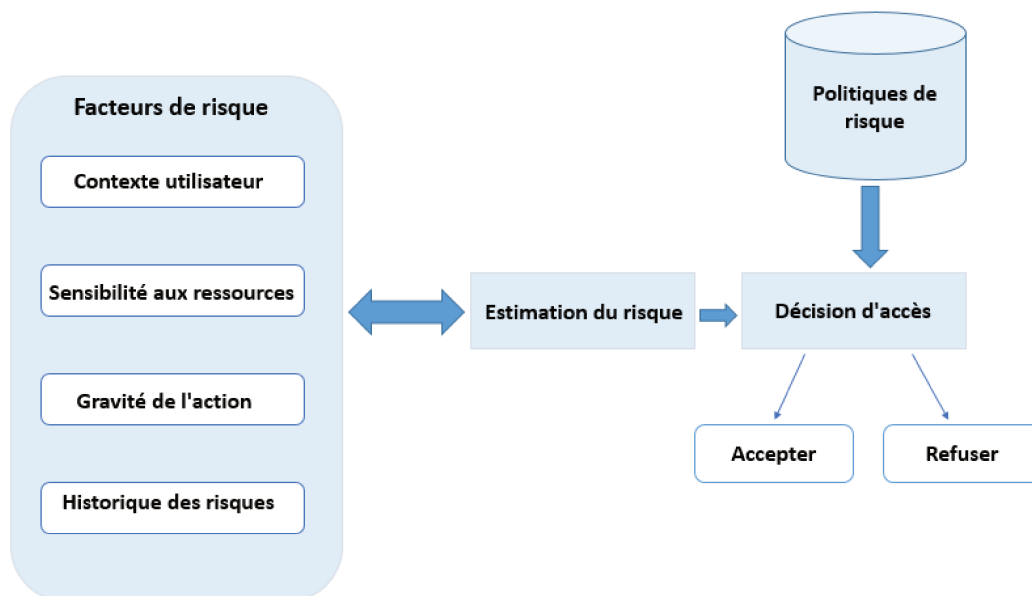 Facteurs de risque
Contexte utilisateur
Sensibilité aux ressources
Gravité de l'action
Historique des risques
Estimation du risque
Politiques de
risque
Décision d'accès
Accepter
Refuser